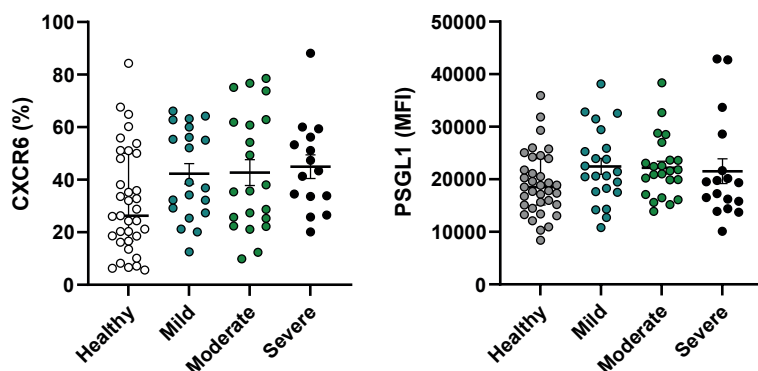 CXCR6 (%)
100
80
60
40
20
0
Healthy
Mild
Moderate
Severe
PSGL1 (MFI)
50000
40000
30000
20000
10000
0
Healthy
Mild
Moderate
Severe